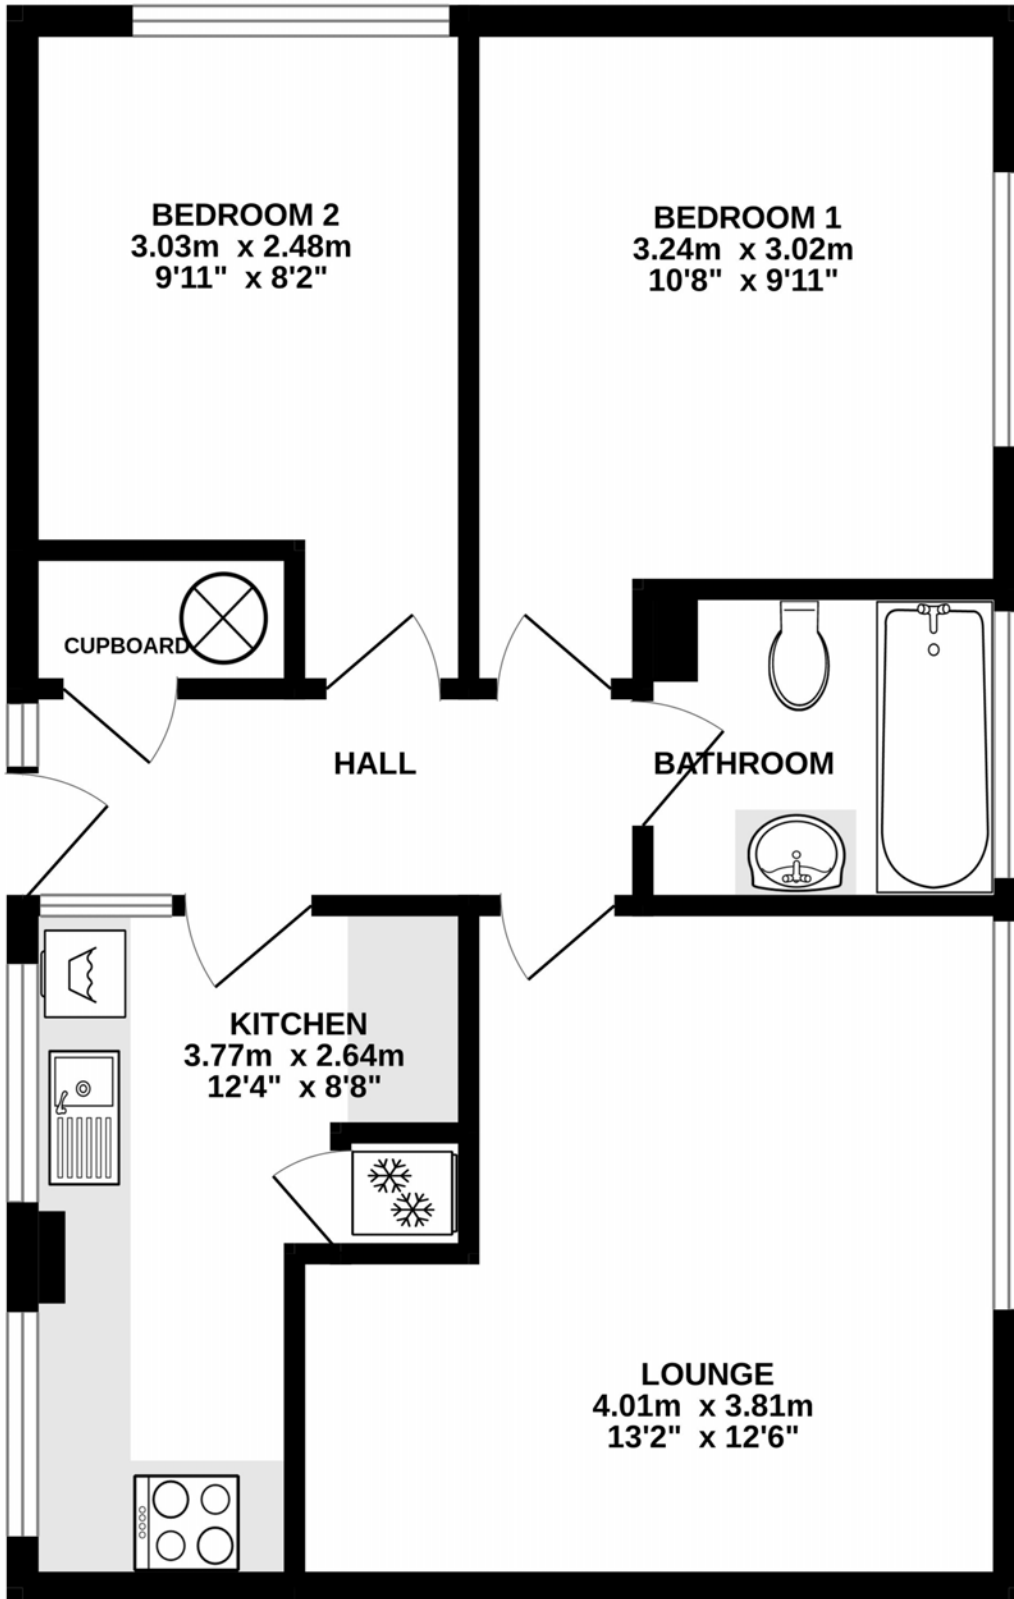 BEDROOM 2
3.03m x 2.48m
9'11" x 8'2"
BEDROOM 1
3.24m x 3.02m
10'8" x 9'11"
CUPBOARD
HALL
BATHROOM
KITCHEN
3.77m x 2.64m
12'4" x 8'8"
LOUNGE
4.01m x 3.81m
13'2" x 12'6"